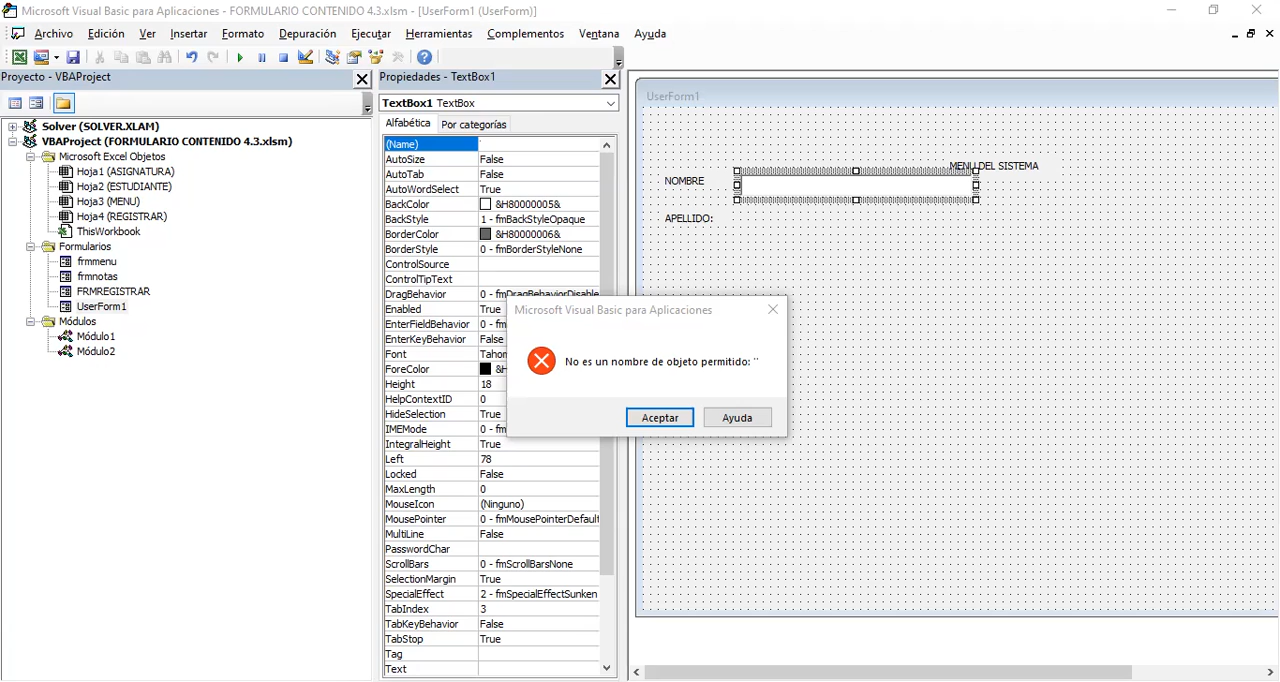 Microsoft Visual Basic para Aplicaciones - FORMULARIO CONTENIDO 4.3.xlsm - [UserForm1 (UserForm)]
Archivo Edición Ver Insertar Formato Depuración Ejecutar Herramientas Complementos Ventana Ayuda
Proyecto - VBAProject
Solver (SOLVER.XLAM)
VBAProject (FORMULARIO CONTENIDO 4.3.xlsm)
Microsoft Excel Objetos
Hoja1 (ASIGNATURA)
Hoja2 (ESTUDIANTE)
Hoja3 (MENU)
Hoja4 (REGISTRAR)
ThisWorkbook
Formularios
frmmenu
frmnotas
FRMREGISTRAR
UserForm1
Módulos
Módulo1
Módulo2
Propiedades - TextBox1
TextBox1 TextBox
Alfabética Por categorías
(Name)
AutoSize False
AutoTab False
AutoWordSelect True
BackColor &H80000005&
BackStyle 1 - fmBackStyleOpaque
BorderColor &H80000006&
BorderStyle 0 - fmBorderStyleNone
ControlSource
ControlTipText
DragBehavior 0 - fmDragBehaviorDisable
Enabled True
EnterFieldBehavior 0 - fm
EnterKeyBehavior False
Font Tahom
ForeColor &H
Height 18
HelpContextID 0
HideSelection True
IMEMode 0 - fm
IntegralHeight True
Left 78
Locked False
MaxLength 0
MouseIcon (Ninguno)
MousePointer 0 - fmMousePointerDefault
MultiLine False
PasswordChar
ScrollBars 0 - fmScrollBarsNone
SelectionMargin True
SpecialEffect 2 - fmSpecialEffectSunken
TabIndex 3
TabKeyBehavior False
TabStop True
Tag
Text
UserForm1
MENU DEL SISTEMA
NOMBRE
APELLIDO:
Microsoft Visual Basic para Aplicaciones
No es un nombre de objeto permitido: ''
Aceptar Ayuda